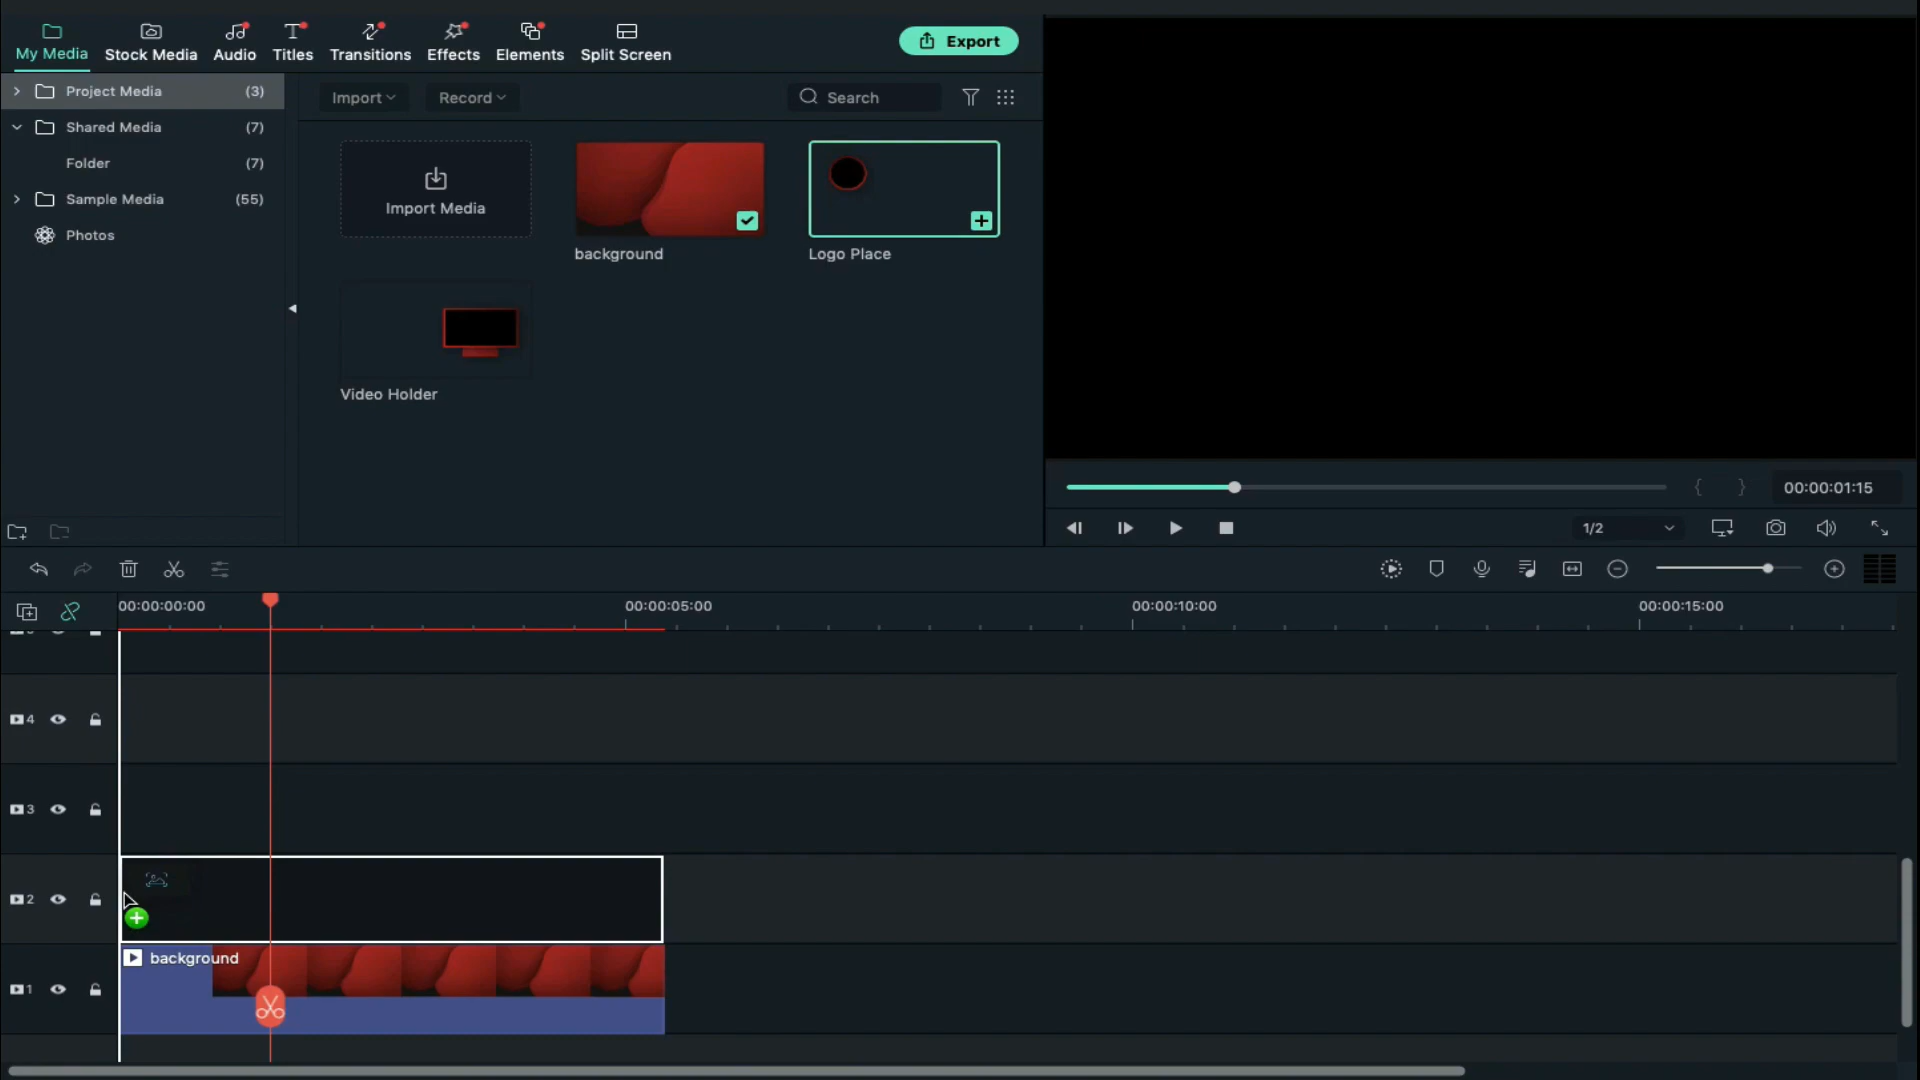 My Media
Stock Media
Audio
Titles
Transitions
Effects
Elements
Split Screen
Export
Project Media (3)
Shared Media (7)
Folder (7)
Sample Media (55)
Photos
Import
Record
Search
Import Media
background
Logo Place
Video Holder
00:00:01:15
1/2
00:00:00:00
00:00:05:00
00:00:10:00
00:00:15:00
4
3
2
1
background